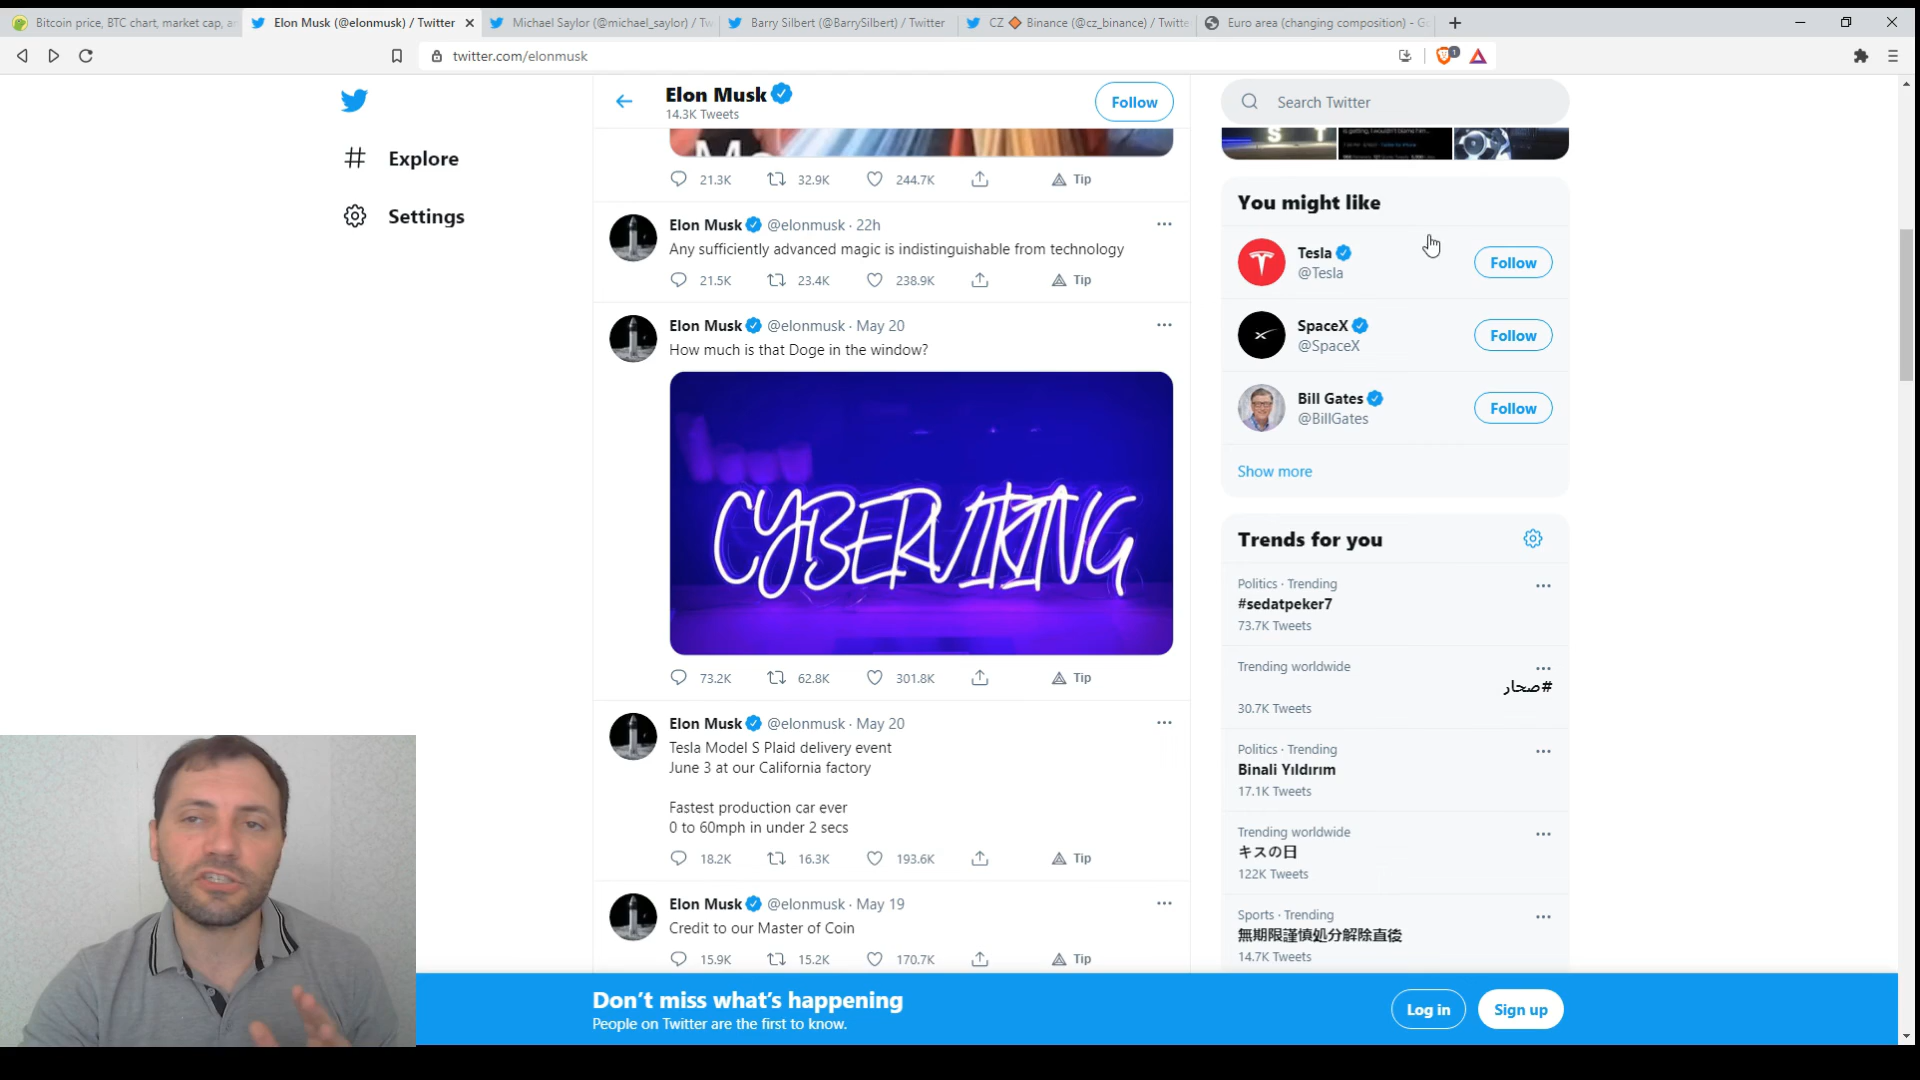 Bitcoin price, BTC chart, market cap, a
Elon Musk (@elonmusk) / Twitter
Michael Saylor (@michael_saylor) / Tw
Barry Silbert (@BarrySilbert) / Twitter
CZ 🔶 Binance (@cz_binance) / Twitte
Euro area (changing composition) - G
twitter.com/elonmusk
1
Explore
Settings
Elon Musk
14.3K Tweets
Follow
21.3K 32.9K 244.7K Tip
Elon Musk @elonmusk · 22h
Any sufficiently advanced magic is indistinguishable from technology
21.5K 23.4K 238.9K Tip
Elon Musk @elonmusk · May 20
How much is that Doge in the window?
CYBERVIKING
73.2K 62.8K 301.8K Tip
Elon Musk @elonmusk · May 20
Tesla Model S Plaid delivery event
June 3 at our California factory
Fastest production car ever
0 to 60mph in under 2 secs
18.2K 16.3K 193.6K Tip
Elon Musk @elonmusk · May 19
Credit to our Master of Coin
15.9K 15.2K 170.7K Tip
Search Twitter
S T
You might like
Tesla
@Tesla
Follow
SpaceX
@SpaceX
Follow
Bill Gates
@BillGates
Follow
Show more
Trends for you
Politics · Trending
#sedatpeker7
73.7K Tweets
Trending worldwide
#صحار
30.7K Tweets
Politics · Trending
Binali Yıldırım
17.1K Tweets
Trending worldwide
キスの日
122K Tweets
Sports · Trending
無期限謹慎処分解除直後
14.7K Tweets
Don't miss what's happening
People on Twitter are the first to know.
Log in
Sign up